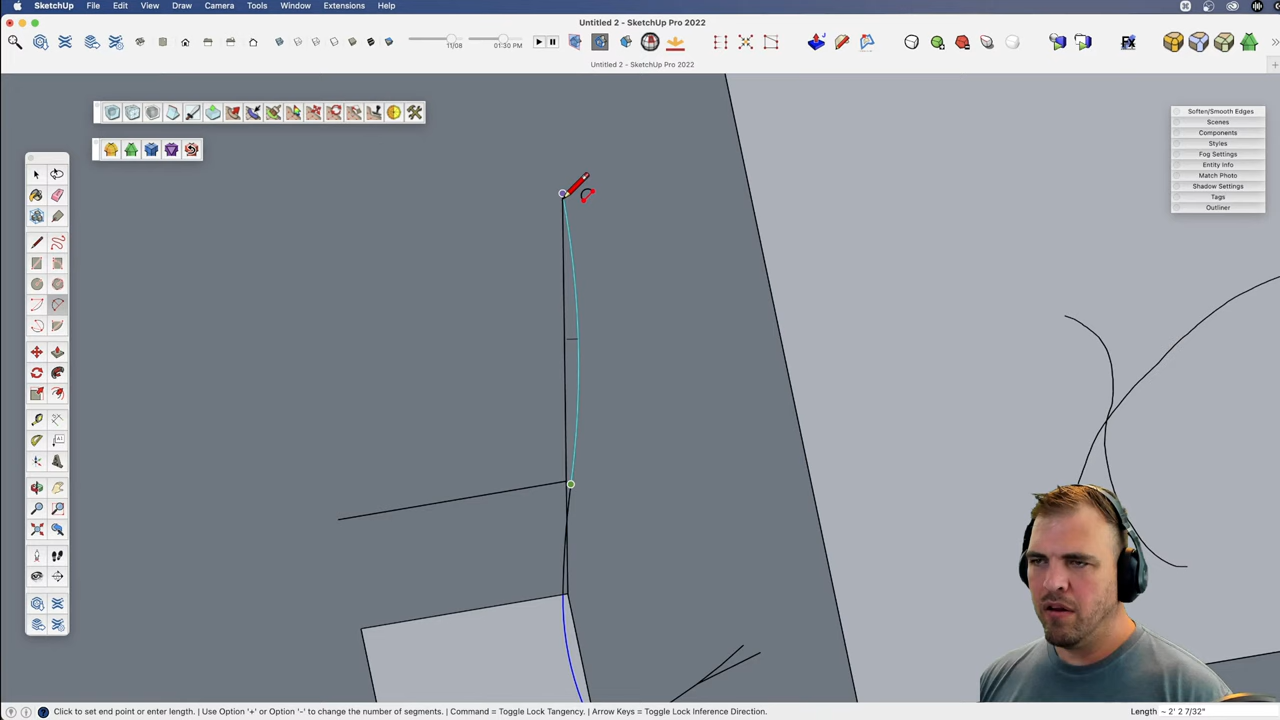 SketchUp File Edit View Draw Camera Tools Window Extensions Help
Untitled 2 - SketchUp Pro 2022
11/08 01:30 PM
Untitled 2 - SketchUp Pro 2022
Soften/Smooth Edges
Scenes
Components
Styles
Fog Settings
Entity Info
Match Photo
Shadow Settings
Tags
Outliner
Click to set end point or enter length. | Use Option '+' or Option '-' to change the number of segments. | Command = Toggle Lock Tangency. | Arrow Keys = Toggle Lock Inference Direction. Length ~ 2' 2 7/32"